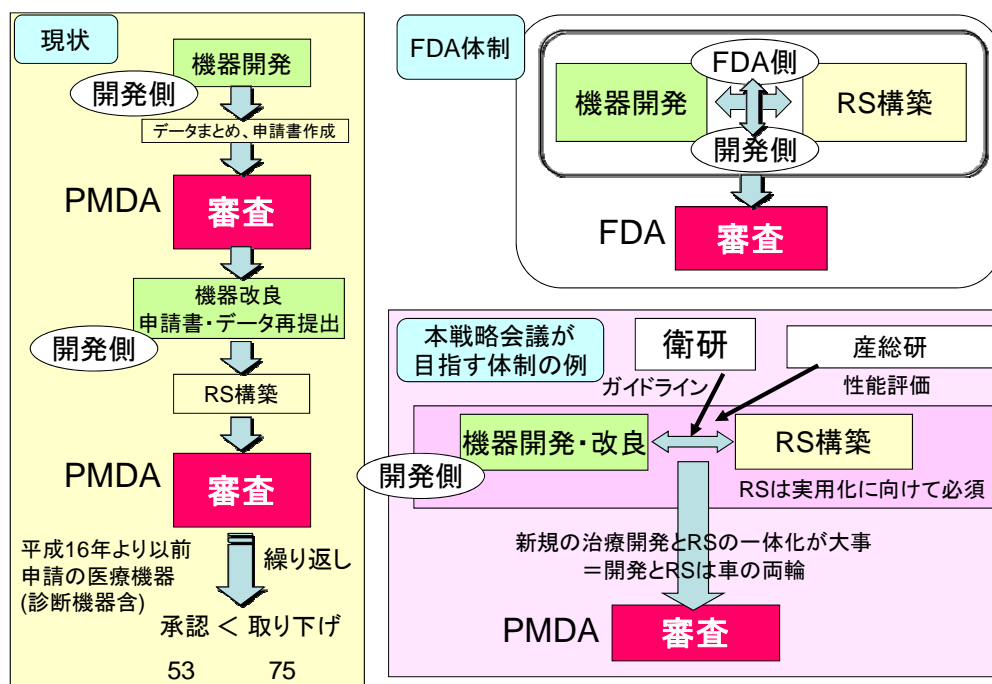 現状
機器開発
開発側
データまとめ、申請書作成
PMDA
審査
機器改良
申請書・データ再提出
開発側
RS構築
PMDA
審査
平成16年より以前
申請の医療機器
(診断機器含)
繰り返し
承認 < 取り下げ
53 75
FDA体制
FDA側
機器開発
RS構築
開発側
FDA
審査
本戦略会議が
目指す体制の例
衛研
産総研
ガイドライン
性能評価
機器開発・改良
RS構築
開発側
RSは実用化に向けて必須
新規の治療開発とRSの一体化が大事
=開発とRSは車の両輪
PMDA
審査